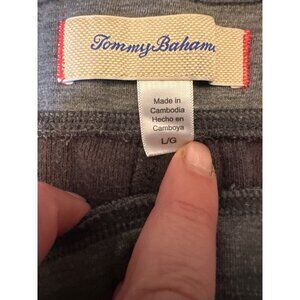 Tommy Bahama
Made in
Cambodia
Hecho en
Camboya
L/G